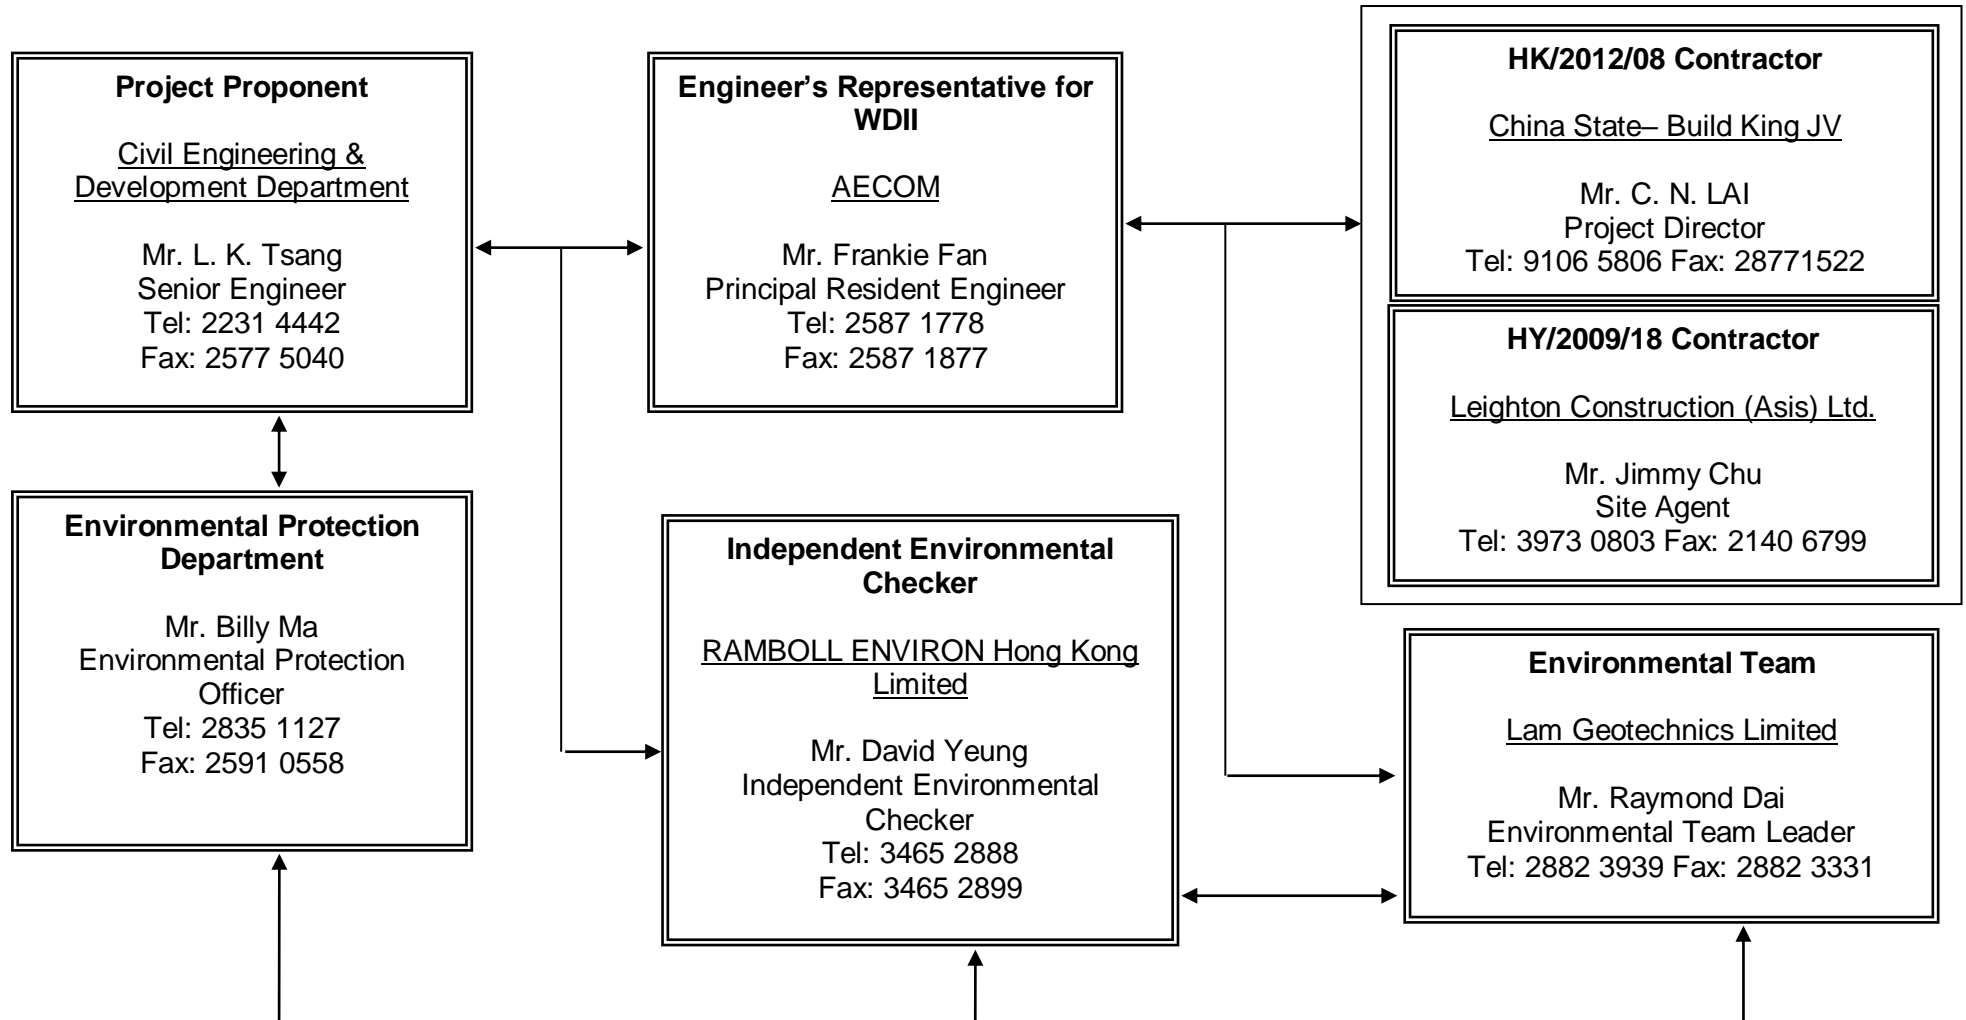 Project Proponent
Civil Engineering &
Development Department
Mr. L. K. Tsang
Senior Engineer
Tel: 2231 4442
Fax: 2577 5040
Engineer’s Representative for
WDII
AECOM
Mr. Frankie Fan
Principal Resident Engineer
Tel: 2587 1778
Fax: 2587 1877
HK/2012/08 Contractor
China State– Build King JV
Mr. C. N. LAI
Project Director
Tel: 9106 5806 Fax: 28771522
HY/2009/18 Contractor
Leighton Construction (Asis) Ltd.
Mr. Jimmy Chu
Site Agent
Tel: 3973 0803 Fax: 2140 6799
Environmental Protection
Department
Mr. Billy Ma
Environmental Protection
Officer
Tel: 2835 1127
Fax: 2591 0558
Independent Environmental
Checker
RAMBOLL ENVIRON Hong Kong
Limited
Mr. David Yeung
Independent Environmental
Checker
Tel: 3465 2888
Fax: 3465 2899
Environmental Team
Lam Geotechnics Limited
Mr. Raymond Dai
Environmental Team Leader
Tel: 2882 3939 Fax: 2882 3331